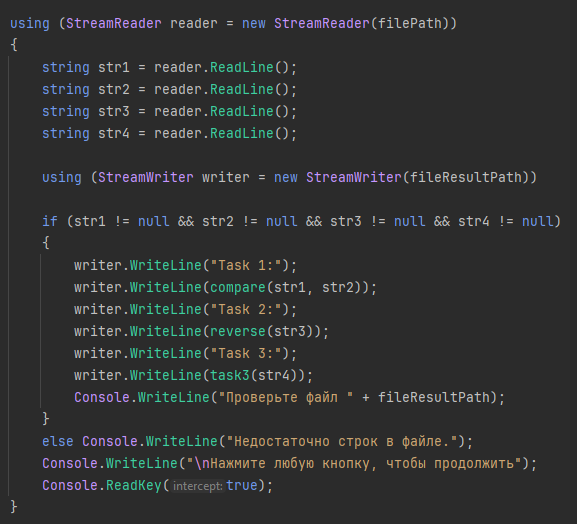 using (StreamReader reader = new StreamReader(filePath))
{
    string str1 = reader.ReadLine();
    string str2 = reader.ReadLine();
    string str3 = reader.ReadLine();
    string str4 = reader.ReadLine();

    using (StreamWriter writer = new StreamWriter(fileResultPath))

    if (str1 != null && str2 != null && str3 != null && str4 != null)
    {
        writer.WriteLine("Task 1:");
        writer.WriteLine(compare(str1, str2));
        writer.WriteLine("Task 2:");
        writer.WriteLine(reverse(str3));
        writer.WriteLine("Task 3:");
        writer.WriteLine(task3(str4));
        Console.WriteLine("Проверьте файл " + fileResultPath);
    }
    else Console.WriteLine("Недостаточно строк в файле.");
    Console.WriteLine("\nНажмите любую кнопку, чтобы продолжить");
    Console.ReadKey(intercept: true);
}